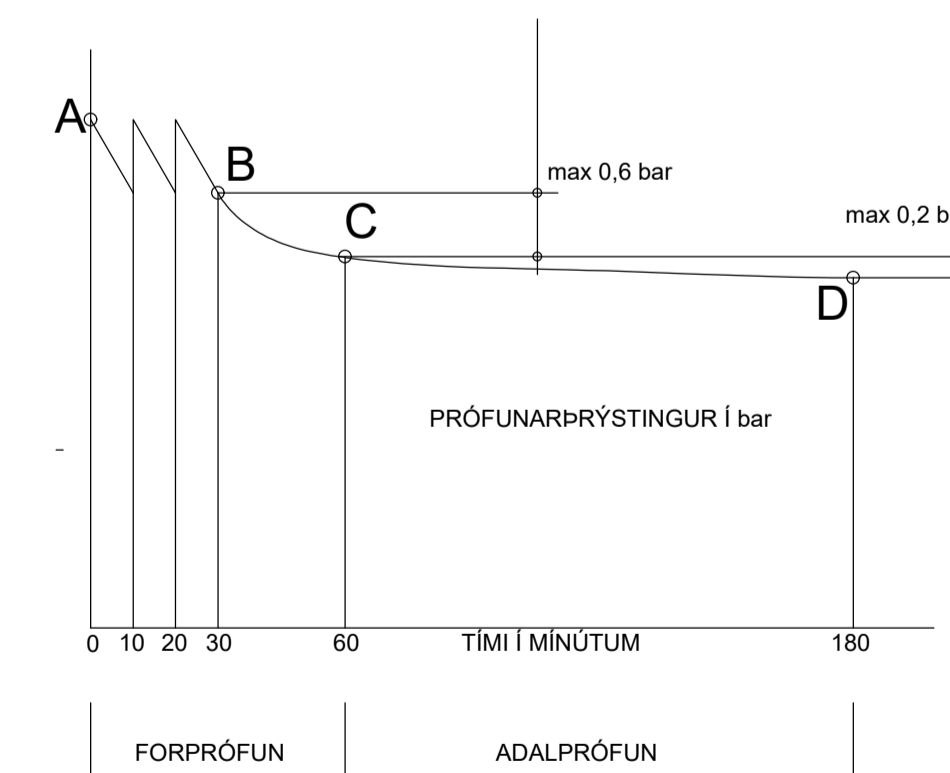 A
B
max 0,6 bar
C
max 0,2 b
D
PRÓFUNARÞRÝSTINGUR Í bar
0 10 20 30 60 TÍMI Í MÍNÚTUM 180
FORPRÓFUN ADALPRÓFUN